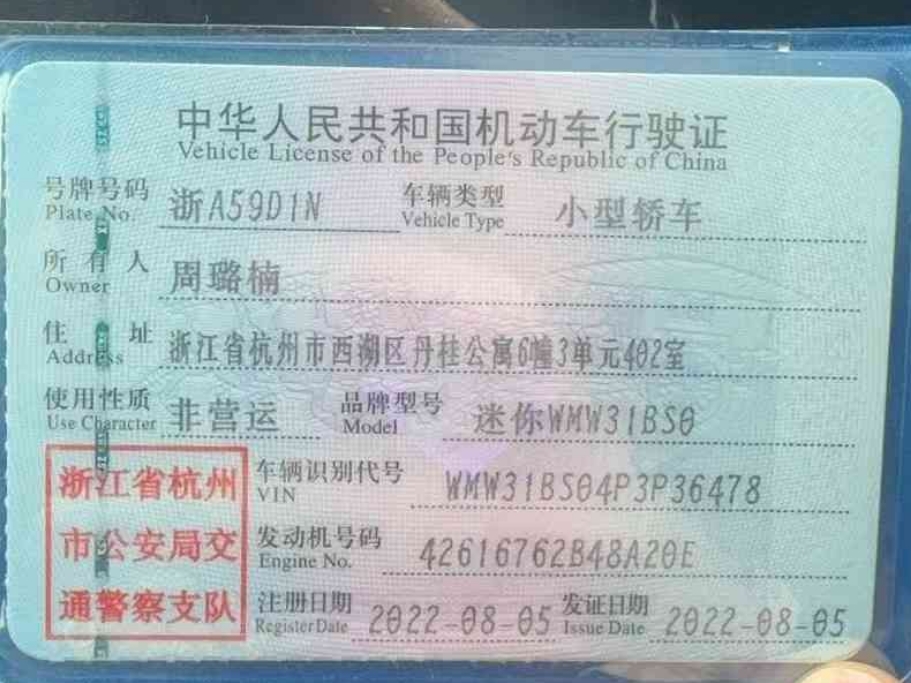 中华人民共和国机动车行驶证
Vehicle License of the People's Republic of China
号牌号码 浙A59D1N 车辆类型 小型轿车
Plate No. Vehicle Type
所有人 周璐楠
Owner
住址 浙江省杭州市西湖区丹桂公寓6幢3单元402室
Address
使用性质 非营运 品牌型号 迷你WMW31BS0
Use Character Model
浙江省杭州 车辆识别代号 WMW31BS04P3P36478
VIN
市公安局交 发动机号码 42616762B48A20E
Engine No.
通警察支队 注册日期 2022-08-05 发证日期 2022-08-05
Register Date Issue Date